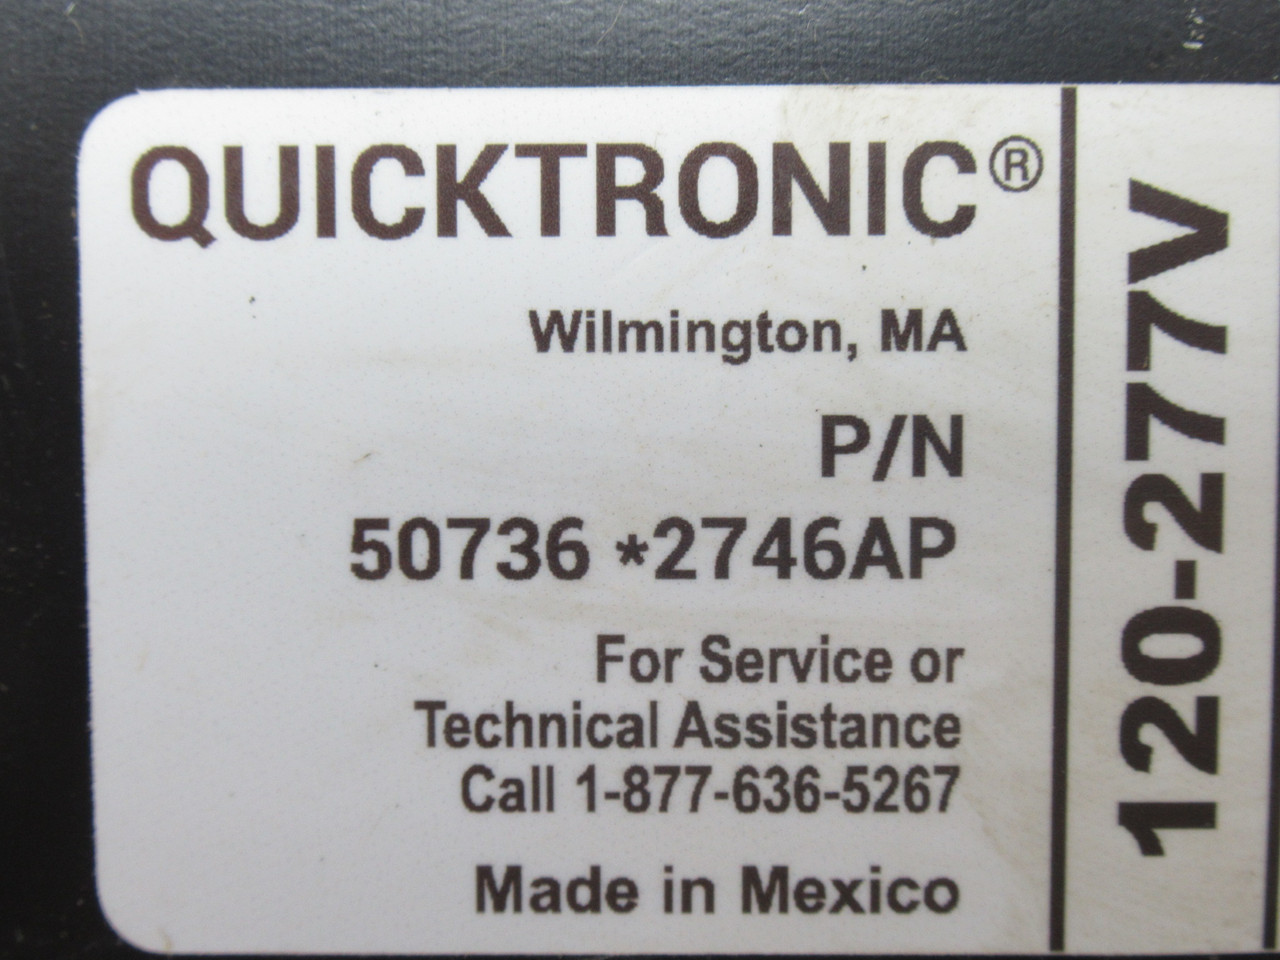 QUICKTRONIC®
Wilmington, MA
P/N
50736 *2746AP
For Service or
Technical Assistance
Call 1-877-636-5267
Made in Mexico
120-277V